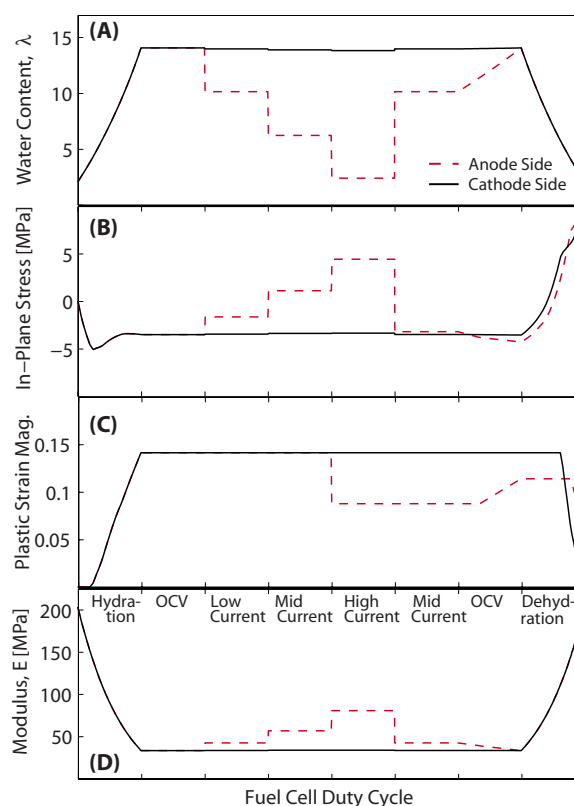 (A)
Water Content, λ
15
10
5
Anode Side
Cathode Side
(B)
In-Plane Stress [MPa]
5
0
−5
(C)
Plastic Strain Mag.
0.15
0.1
0.05
Hydra-
tion
OCV
Low
Current
Mid
Current
High
Current
Mid
Current
OCV
Dehyd-
ration
Modulus, E [MPa]
200
150
100
50
(D)
Fuel Cell Duty Cycle